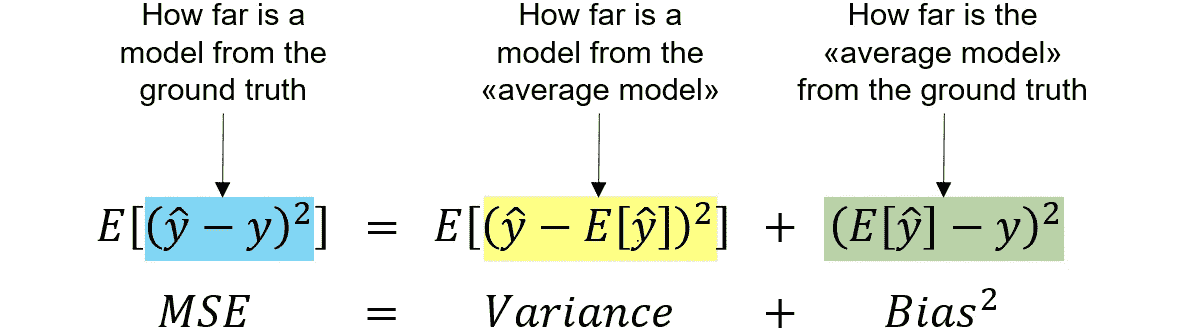 How far is a
model from the
ground truth
How far is a
model from the
«average model»
How far is the
«average model»
from the ground truth
E[(ŷ − y)²] = E[(ŷ − E[ŷ])²] + (E[ŷ] − y)²
MSE = Variance + Bias²